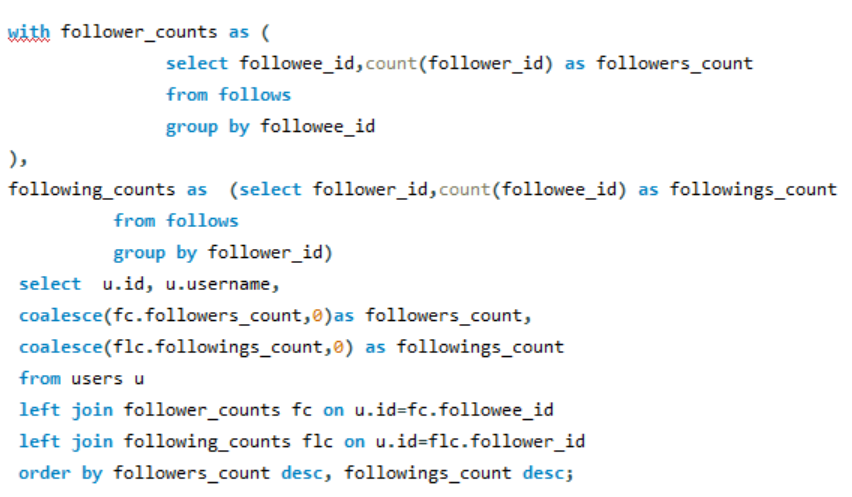 with follower_counts as (
select followee_id,count(follower_id) as followers_count
from follows
group by followee_id
),
following_counts as  (select follower_id,count(followee_id) as followings_count
from follows
group by follower_id)
select  u.id, u.username,
coalesce(fc.followers_count,0)as followers_count,
coalesce(flc.followings_count,0) as followings_count
from users u
left join follower_counts fc on u.id=fc.followee_id
left join following_counts flc on u.id=flc.follower_id
order by followers_count desc, followings_count desc;